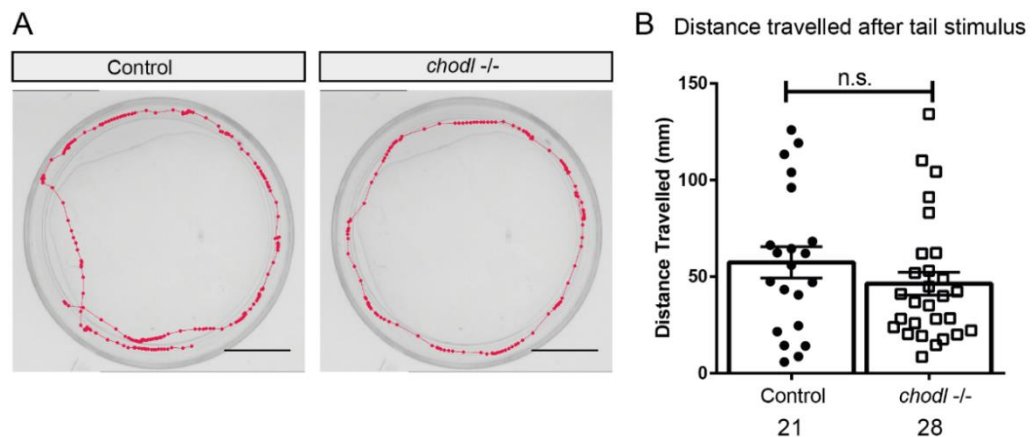 A
Control
chodl -/-
B Distance travelled after tail stimulus
n.s.
Distance Travelled (mm)
150
100
50
0
Control chodl -/-
21 28